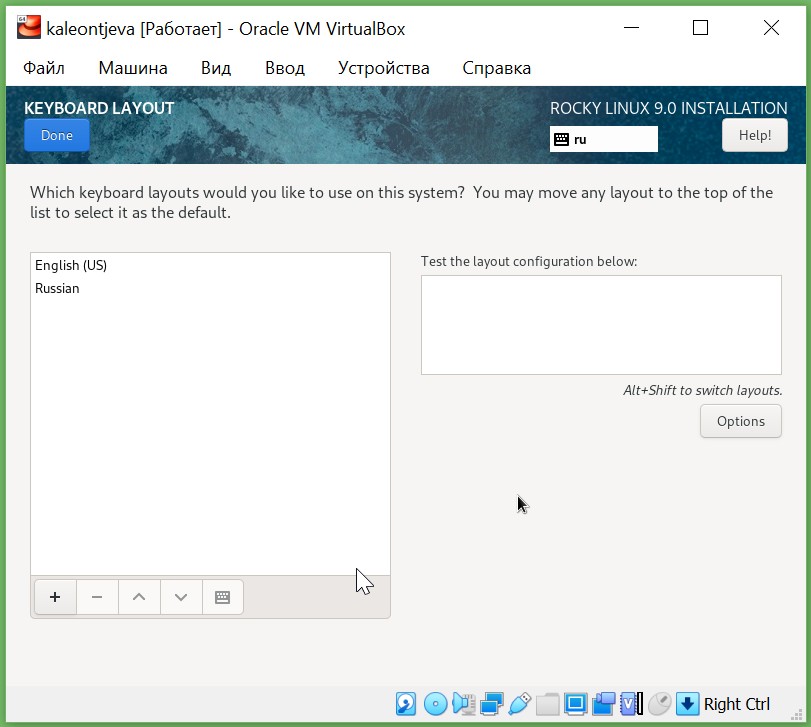 kaleontjeva [Работает] - Oracle VM VirtualBox
Файл Машина Вид Ввод Устройства Справка
KEYBOARD LAYOUT
ROCKY LINUX 9.0 INSTALLATION
Done
ru
Help!
Which keyboard layouts would you like to use on this system? You may move any layout to the top of the
list to select it as the default.
English (US)
Russian
Test the layout configuration below:
Alt+Shift to switch layouts.
Options
Right Ctrl